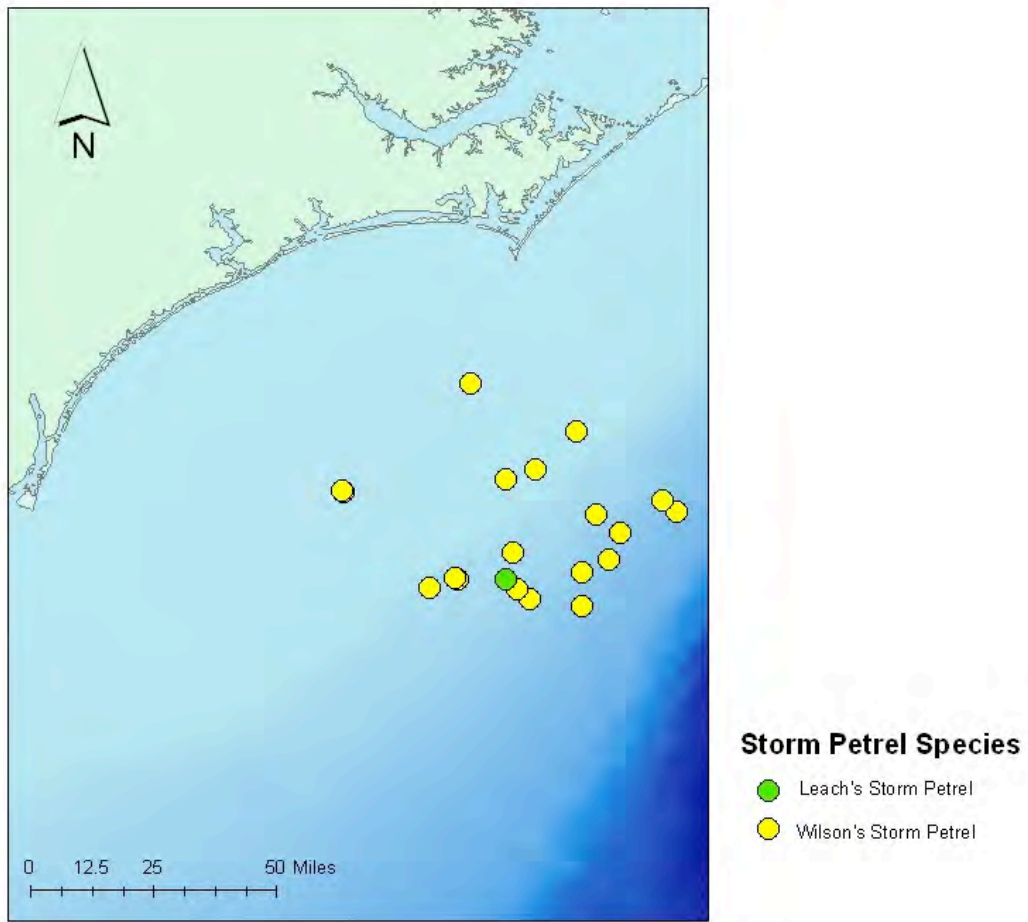 N
Storm Petrel Species
Leach's Storm Petrel
Wilson's Storm Petrel
0 12.5 25 50 Miles